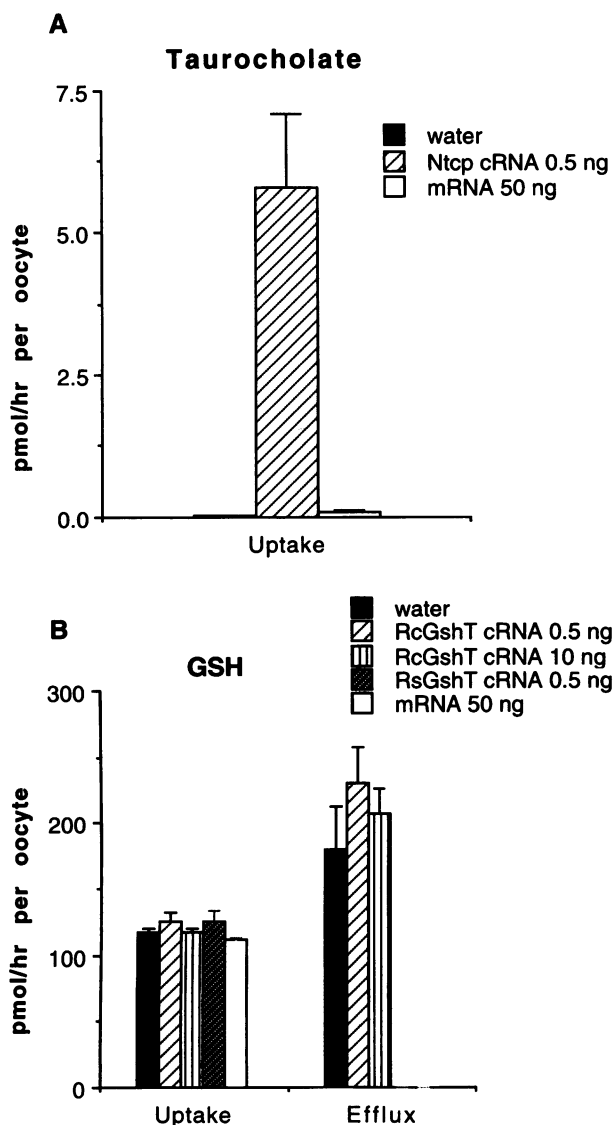 A
Taurocholate
7.5
5.0
2.5
0.0
pmol/hr per oocyte
water
Ntcp cRNA 0.5 ng
mRNA 50 ng
Uptake
B
GSH
water
RcGshT cRNA 0.5 ng
RcGshT cRNA 10 ng
RsGshT cRNA 0.5 ng
mRNA 50 ng
300
200
100
0
pmol/hr per oocyte
Uptake
Efflux